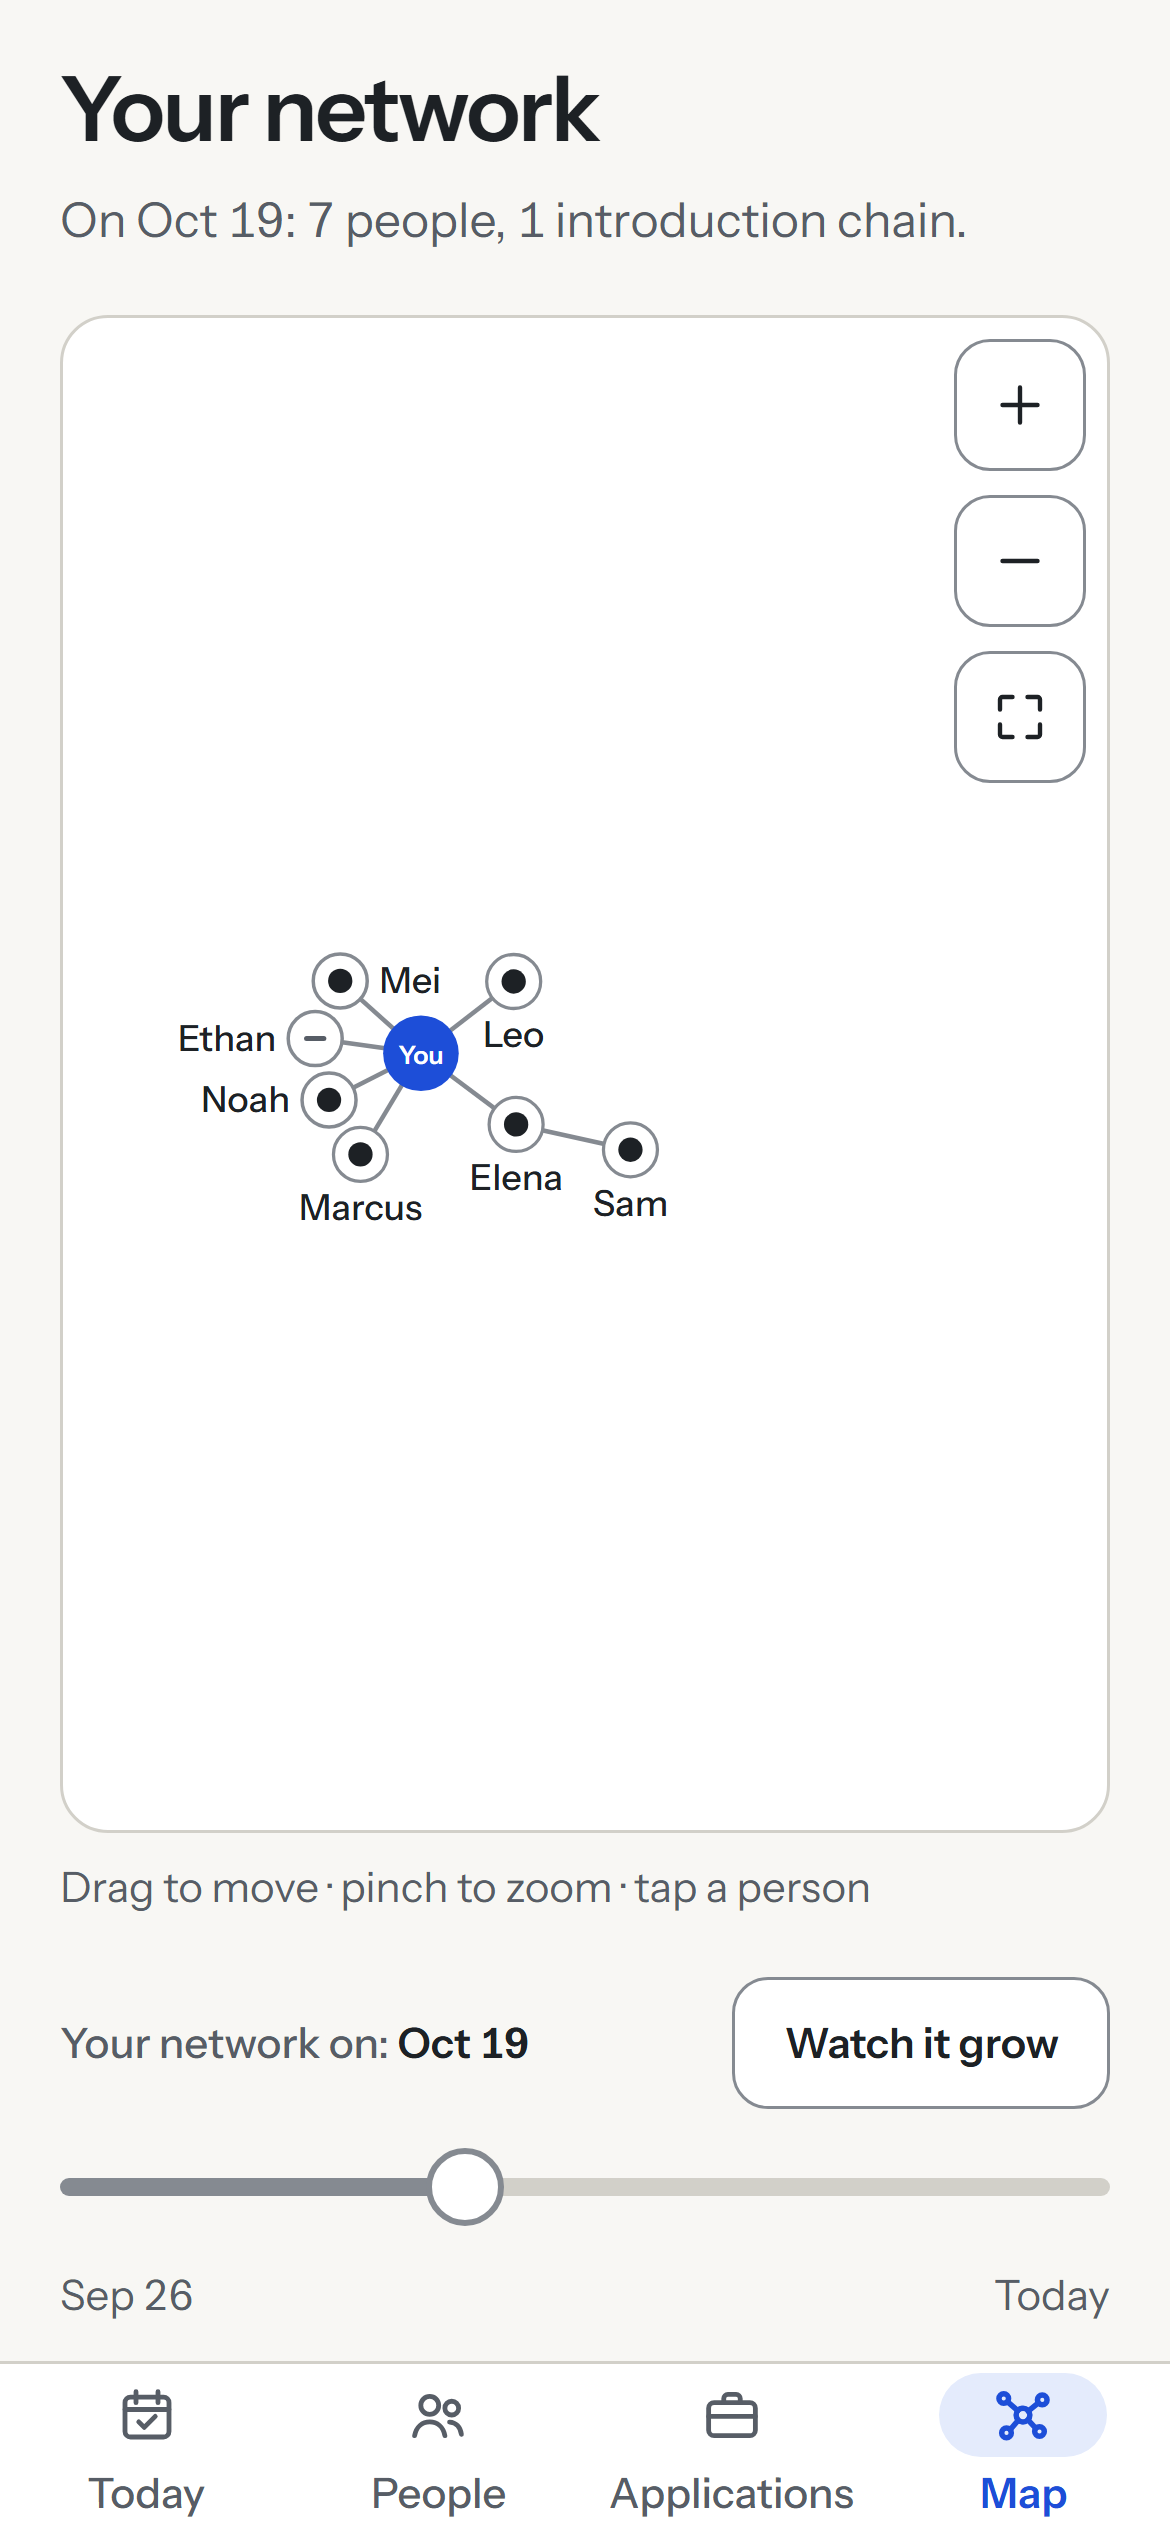 Your network
On Oct 19: 7 people, 1 introduction chain.
Mei
Leo
Ethan
You
Noah
Elena
Marcus
Sam
Drag to move · pinch to zoom · tap a person
Your network on: Oct 19
Watch it grow
Sep 26
Today
Today
People
Applications
Map